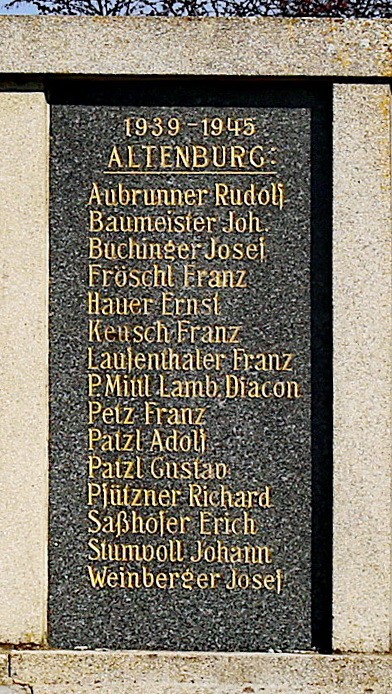 1939-1945
ALTENBURG:
Aubrunner Rudolf
Baumeister Joh.
Buchinger Josef
Fröschl Franz
Hauer Ernst
Keusch Franz
Laufenthaler Franz
P. Mittl Lamb. Diacon
Petz Franz
Patzl Adolf
Patzl Gustav
Pfützner Richard
Saßhofer Erich
Stumvoll Johann
Weinberger Josef